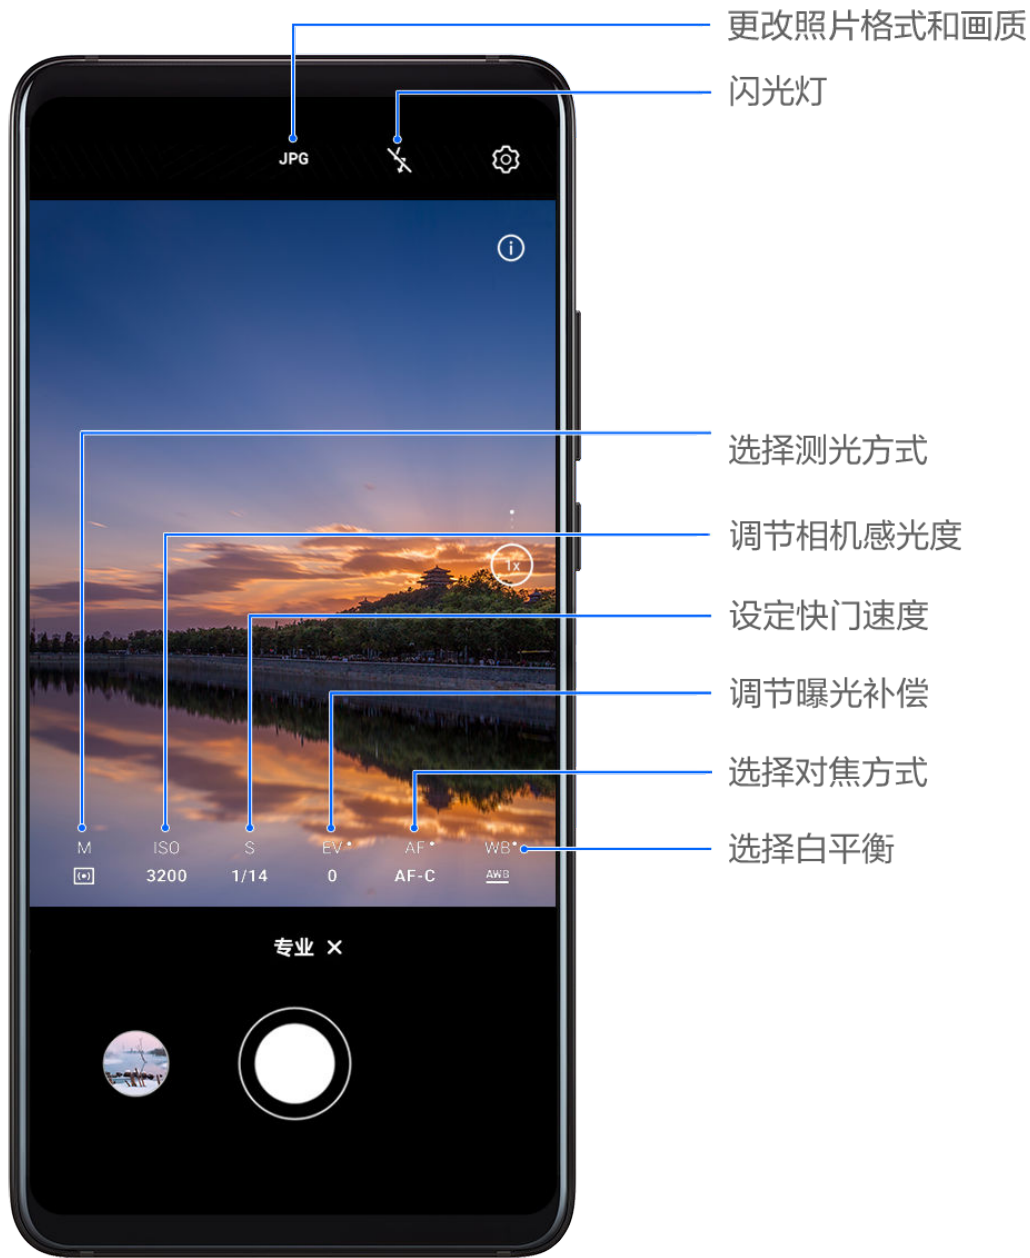 更改照片格式和画质
闪光灯
JPG
选择测光方式
调节相机感光度
1x
设定快门速度
调节曝光补偿
选择对焦方式
M ISO S EV AF WB 选择白平衡
3200 1/14 0 AF-C AWB
专业 ×